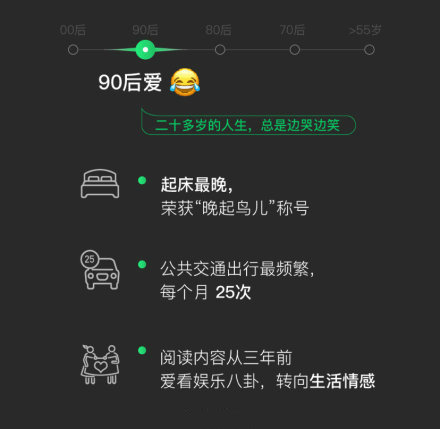 00后 90后 80后 70后 >55岁
90后爱 😂
二十多岁的人生，总是边哭边笑
起床最晚，
荣获“晚起鸟儿”称号
25
公共交通出行最频繁，
每个月 25次
阅读内容从三年前
爱看娱乐八卦，转向生活情感